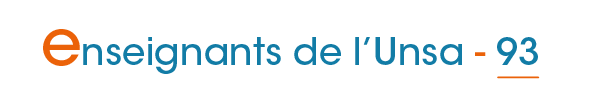 enseignants de l’Unsa - 93